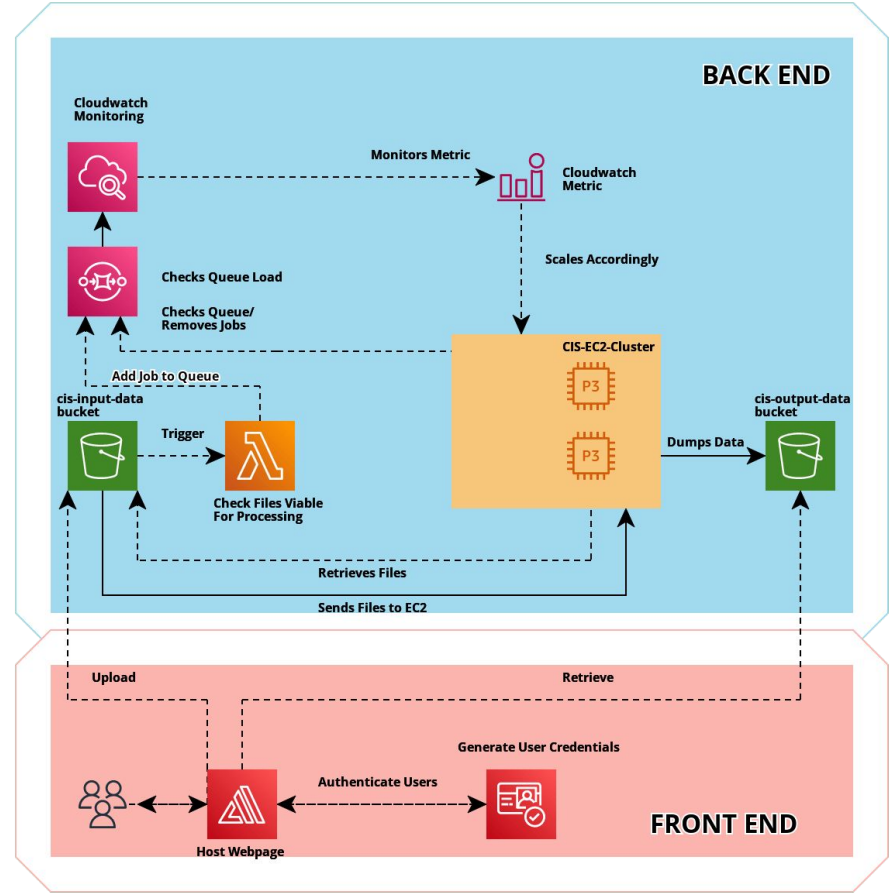 BACK END
Cloudwatch
Monitoring
Monitors Metric
Cloudwatch
Metric
Checks Queue Load
Scales Accordingly
Checks Queue/
Removes Jobs
CIS-EC2-Cluster
Add Job to Queue
P3
cis-input-data
bucket
cis-output-data
bucket
Trigger
P3
Dumps Data
Check Files Viable
For Processing
Retrieves Files
Sends Files to EC2
Upload
Retrieve
Generate User Credentials
Authenticate Users
FRONT END
Host Webpage